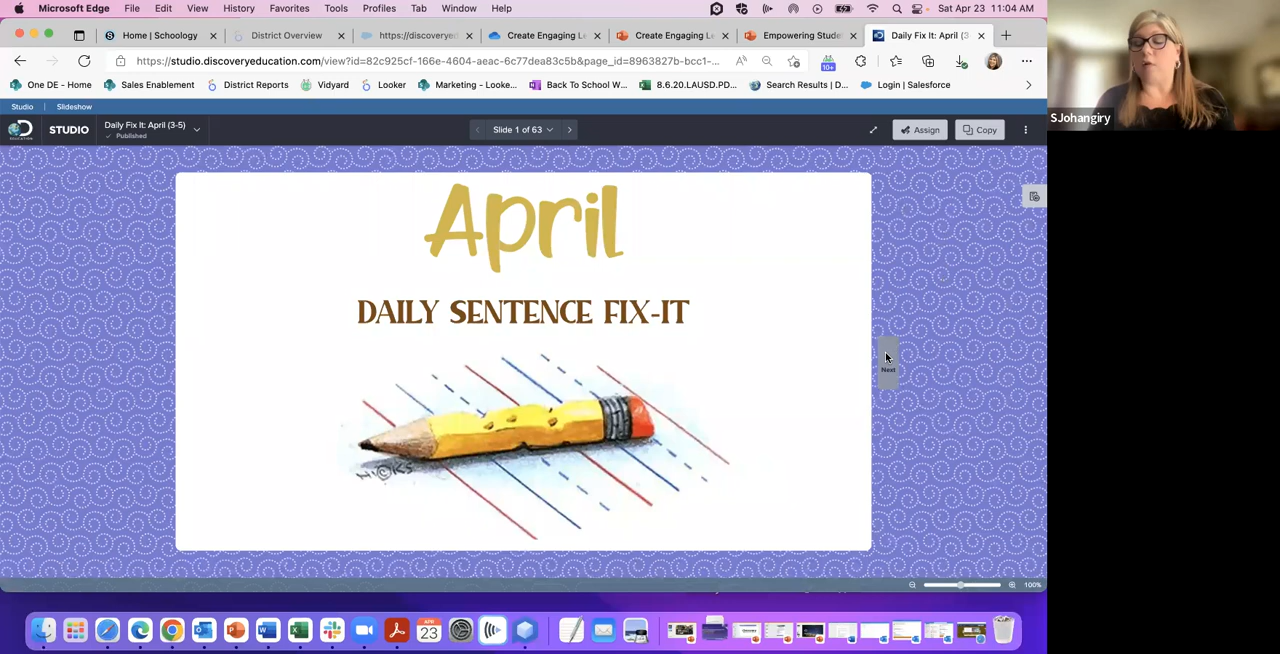 Microsoft Edge File Edit View History Favorites Tools Profiles Tab Window Help Sat Apr 23 11:04 AM
Home | Schoology District Overview https://discoveryed Create Engaging Le Create Engaging Le Empowering Stude Daily Fix It: April (3-
https://studio.discoveryeducation.com/view?id=82c925cf-166e-4604-aeac-6c77dea83c5b&page_id=8963827b-bcc1-...
10+
One DE - Home Sales Enablement District Reports Vidyard Looker Marketing - Looke... Back To School W... 8.6.20.LAUSD.PD... Search Results | D... Login | Salesforce
Studio Slideshow
STUDIO Daily Fix It: April (3-5)
Published
Slide 1 of 63
Assign Copy
April
DAILY SENTENCE FIX-IT
Next
100%
APR
23
SJohangiry